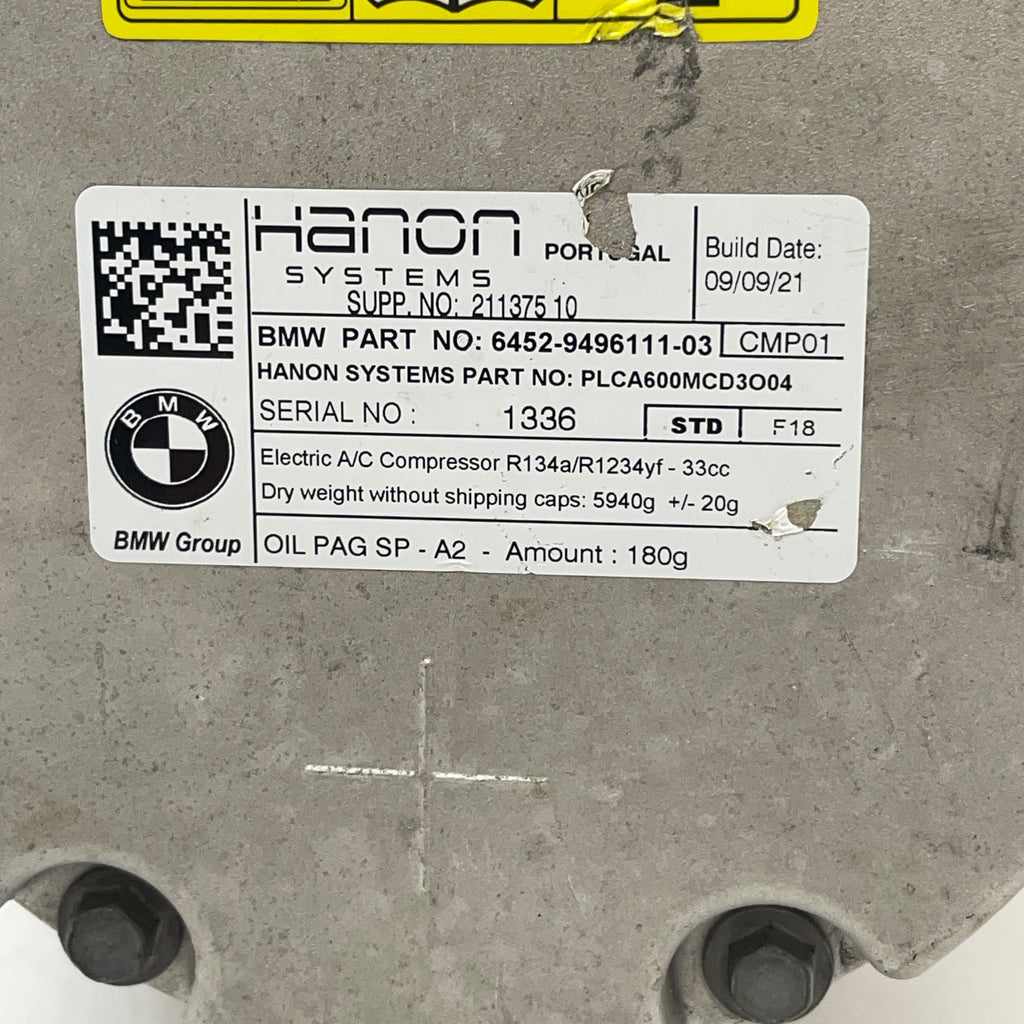 Hanon
SYSTEMS
PORTUGAL
Build Date:
09/09/21
SUPP. NO: 211375 10
BMW PART NO: 6452-9496111-03 CMP01
HANON SYSTEMS PART NO: PLCA600MCD3O04
SERIAL NO : 1336 STD F18
Electric A/C Compressor R134a/R1234yf - 33cc
Dry weight without shipping caps: 5940g +/- 20g
OIL PAG SP - A2 - Amount : 180g
BMW
BMW Group